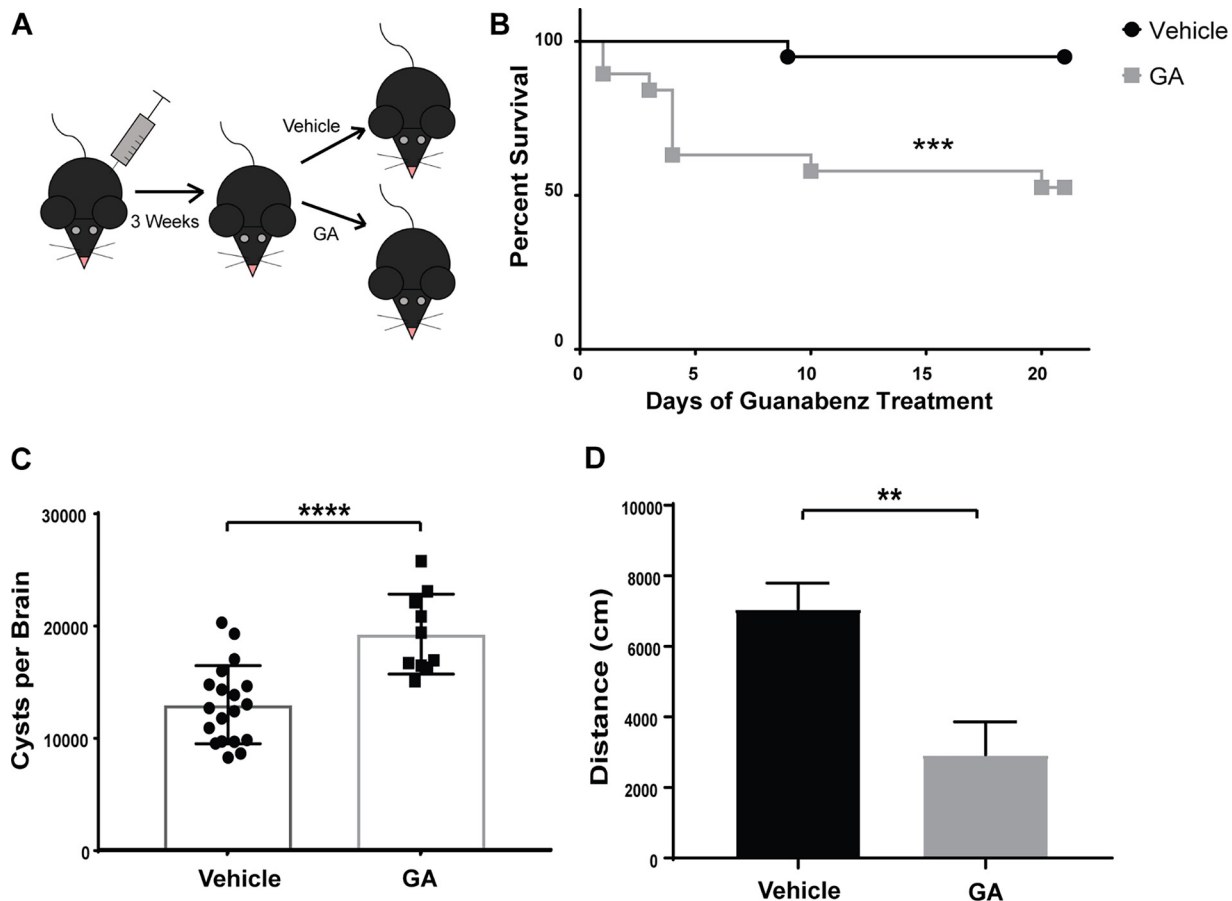 A
Vehicle
3 Weeks
GA
B
Percent Survival
100
50
0
0 5 10 15 20
Days of Guanabenz Treatment
***
Vehicle
GA
C
Cysts per Brain
30000
20000
10000
0
****
Vehicle GA
D
Distance (cm)
10000
8000
6000
4000
2000
0
**
Vehicle GA